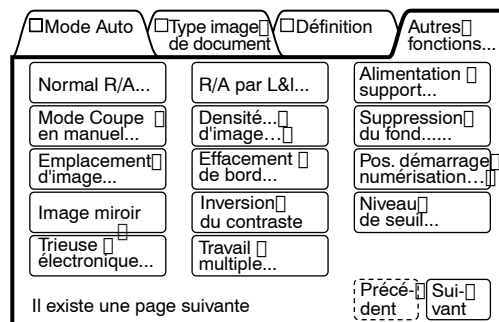 Mode Auto
Type image
de document
Définition
Autres
fonctions...
Normal R/A...
R/A par L&l...
Alimentation
support...
Mode Coupe
en manuel...
Densité...
d'image...
Suppression
du fond......
Emplacement
d'image...
Effacement
de bord...
Pos. démarrage
numérisation...
Image miroir
Inversion
du contraste
Niveau
de seuil...
Trieuse
électronique...
Travail
multiple...
Il existe une page suivante
Précé-
dent
Sui-
vant